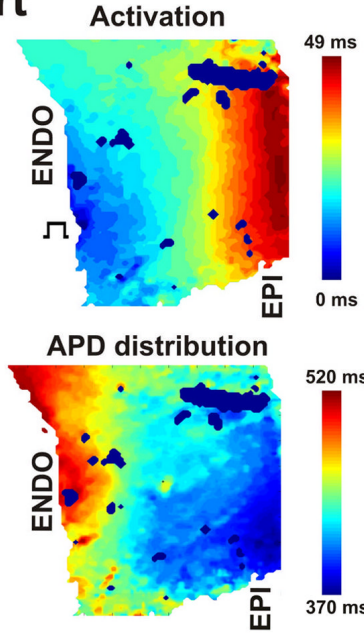 Activation
49 ms
ENDO
0 ms
EPI
APD distribution
520 ms
ENDO
370 ms
EPI